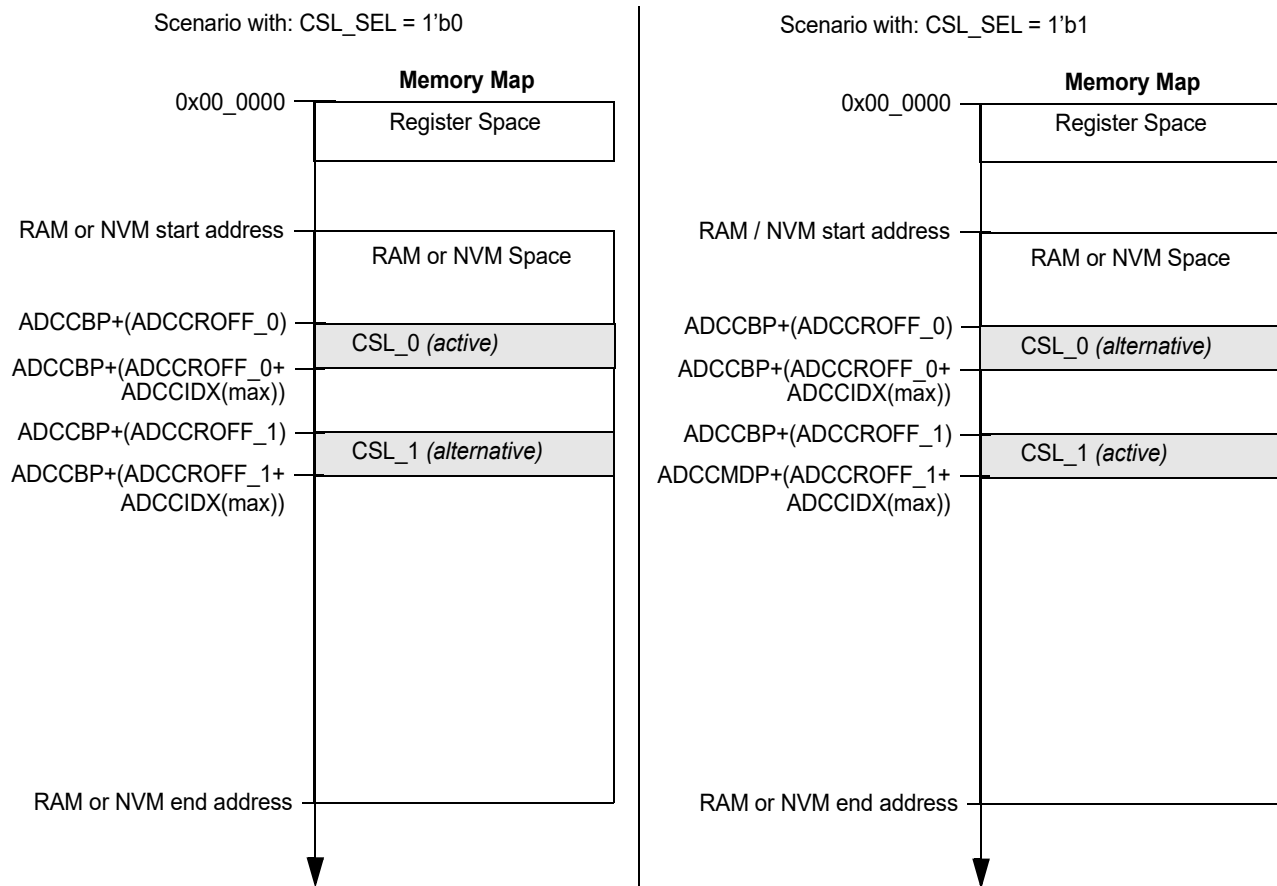 Scenario with: CSL_SEL = 1’b0
Memory Map
0x00_0000
Register Space
RAM or NVM start address
RAM or NVM Space
ADCCBP+(ADCCROFF_0)
CSL_0 (active)
ADCCBP+(ADCCROFF_0+
ADCCIDX(max))
ADCCBP+(ADCCROFF_1)
CSL_1 (alternative)
ADCCBP+(ADCCROFF_1+
ADCCIDX(max))
RAM or NVM end address
Scenario with: CSL_SEL = 1’b1
Memory Map
0x00_0000
Register Space
RAM / NVM start address
RAM or NVM Space
ADCCBP+(ADCCROFF_0)
CSL_0 (alternative)
ADCCBP+(ADCCROFF_0+
ADCCIDX(max))
ADCCBP+(ADCCROFF_1)
CSL_1 (active)
ADCCMDP+(ADCCROFF_1+
ADCCIDX(max))
RAM or NVM end address